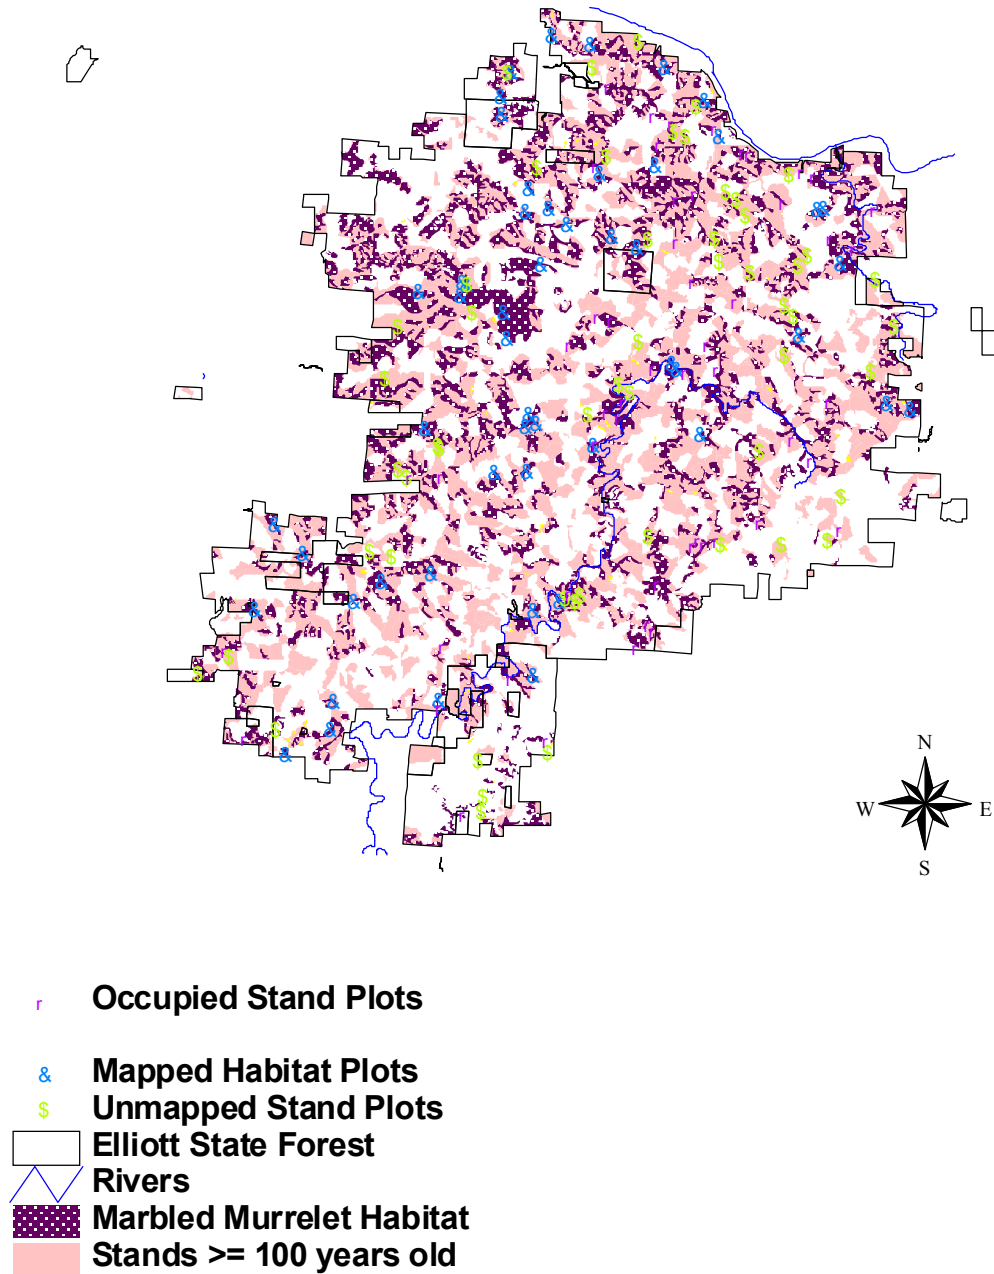 N
W E
S
r Occupied Stand Plots
& Mapped Habitat Plots
$ Unmapped Stand Plots
Elliott State Forest
Rivers
Marbled Murrelet Habitat
Stands >= 100 years old